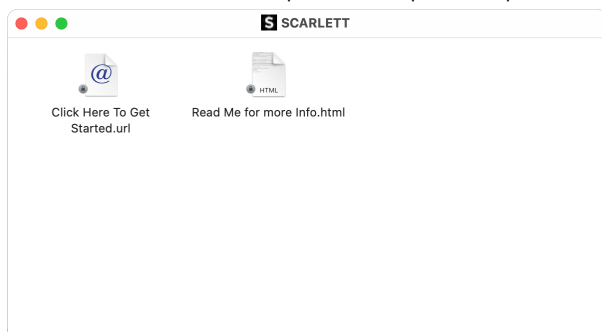 S SCARLETT
@
HTML
Click Here To Get
Started.url
Read Me for more Info.html